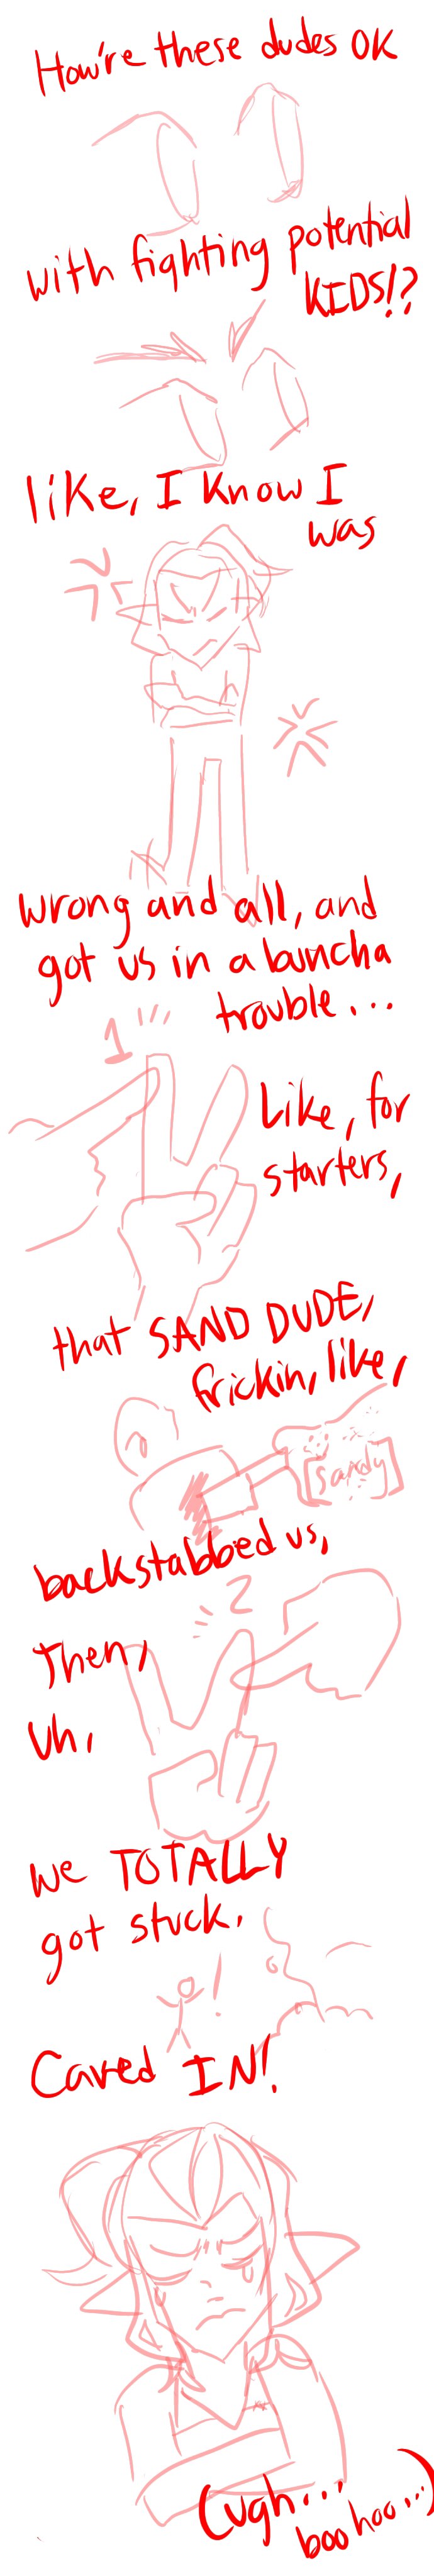 How're these dudes OK
with fighting potential
KIDS!?
like, I know I
was
wrong and all, and
got us in a buncha
trouble...
1
Like, for
starters,
that SAND DUDE,
frickin, like,
Sandy
backstabbed us,
2
Then,
uh,
we TOTALLY
got stuck.
!
Caved IN!
(ugh...
boo hoo...)